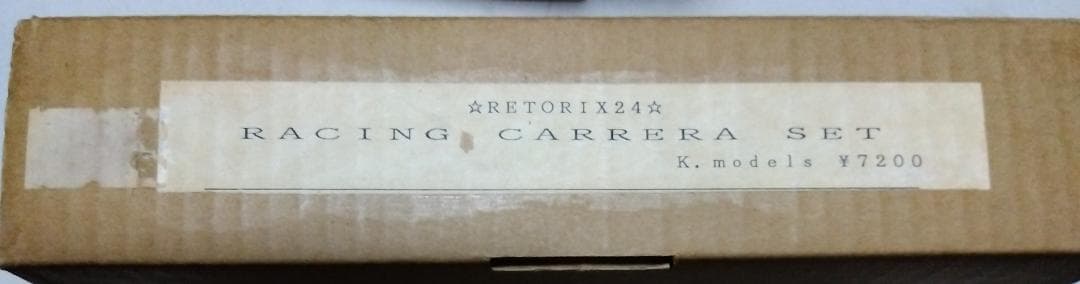 ☆RETORIX24☆
RACING CARRERA SET
K.models ¥7200